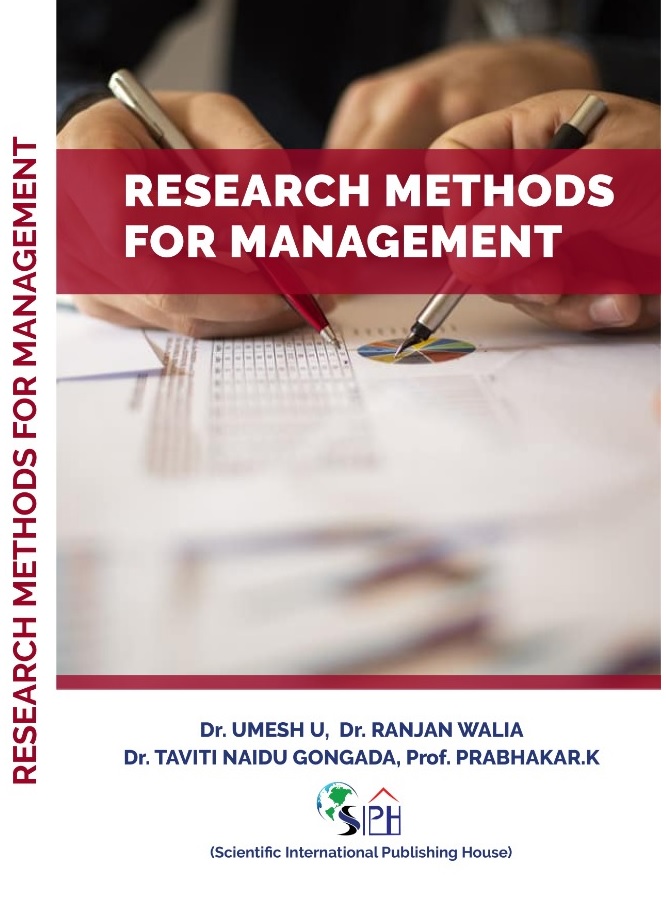 RESEARCH METHODS FOR MANAGEMENT
RESEARCH METHODS
FOR MANAGEMENT
Dr. UMESH U, Dr. RANJAN WALIA
Dr. TAVITI NAIDU GONGADA, Prof. PRABHAKAR.K
SIPH
(Scientific International Publishing House)